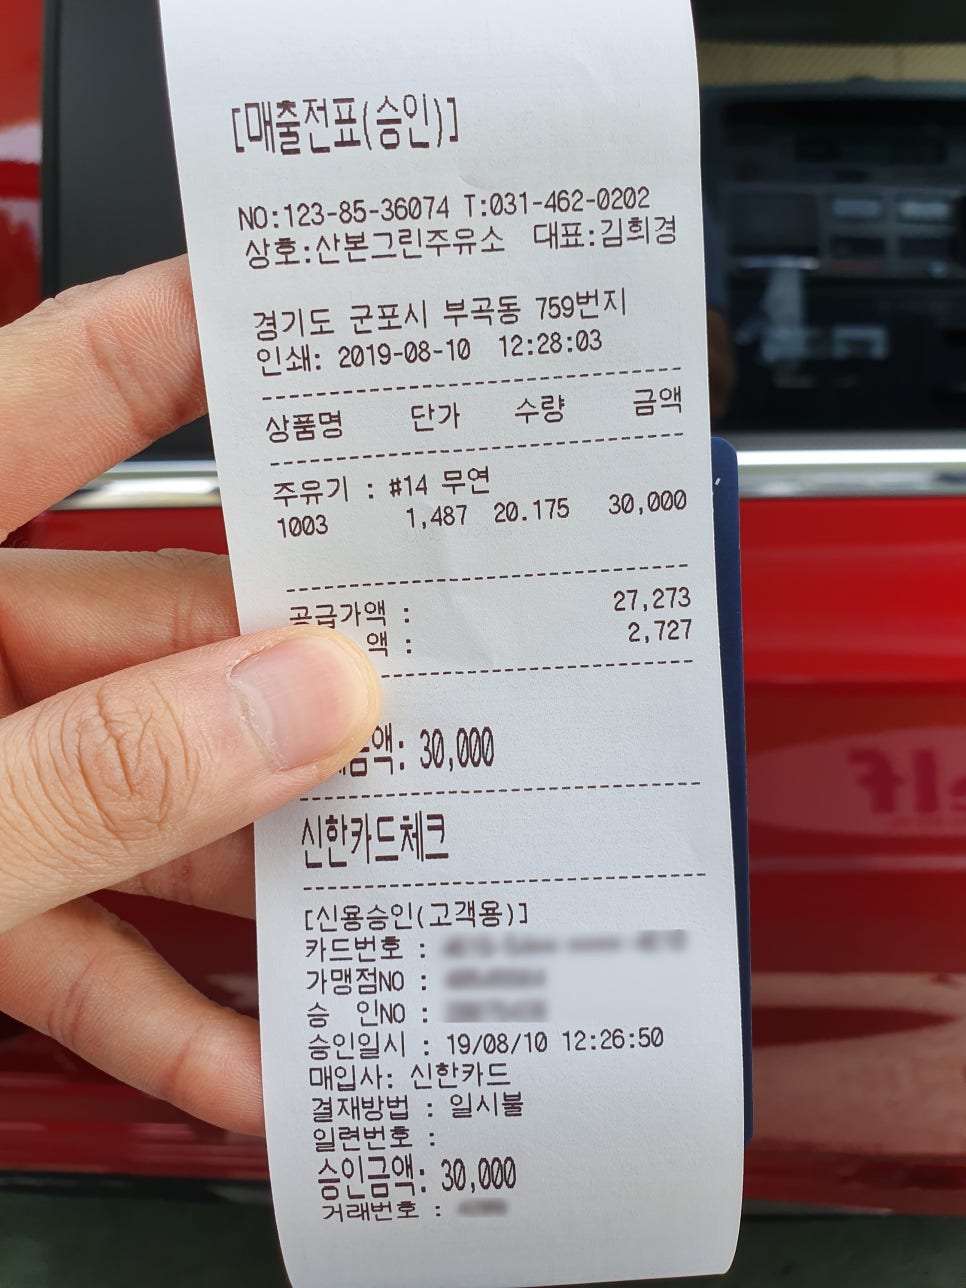 [매출전표(승인)]
NO:123-85-36074 T:031-462-0202
상호:산본그린주유소 대표:김희경
경기도 군포시 부곡동 759번지
인쇄: 2019-08-10 12:28:03
상품명 단가 수량 금액
주유기 : #14 무연
1003 1,487 20.175 30,000
공급가액 : 27,273
액 : 2,727
금액: 30,000
신한카드체크
[신용승인(고객용)]
카드번호 :
가맹점NO :
승 인NO :
승인일시 : 19/08/10 12:26:50
매입사: 신한카드
결재방법 : 일시불
일련번호 :
승인금액: 30,000
거래번호 :
elf